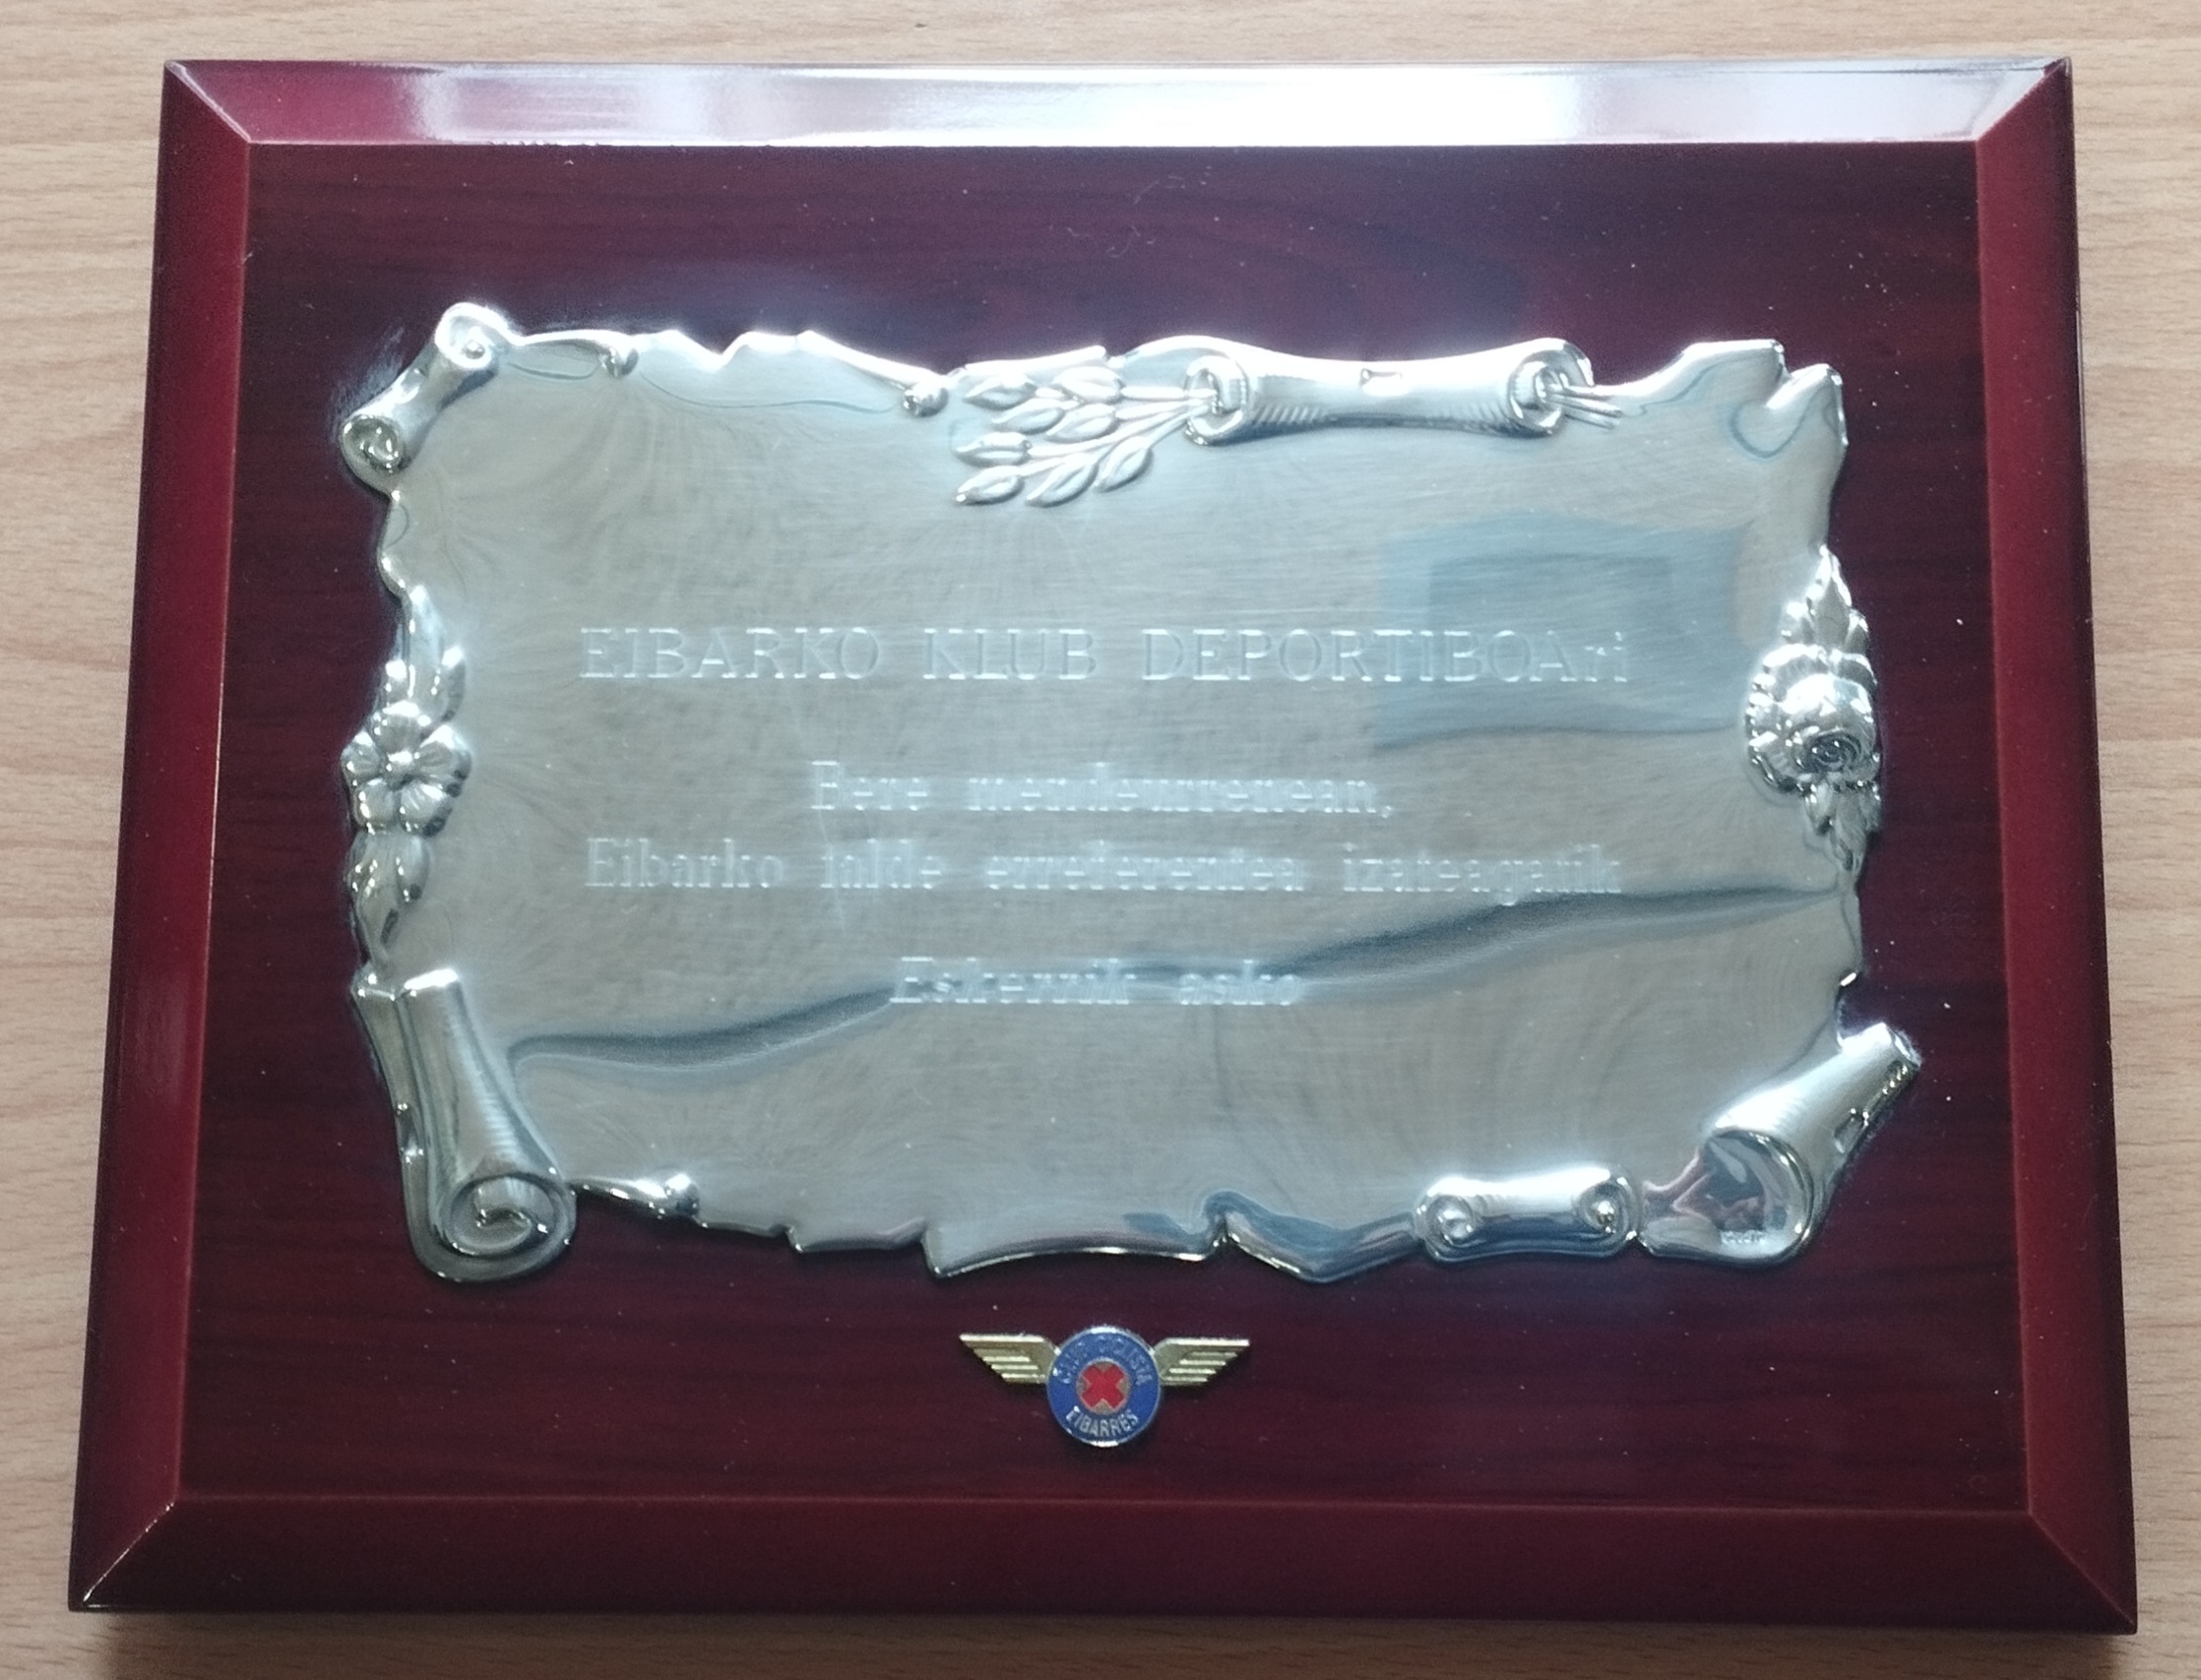 EIBARKO KLUB DEPORTIBOAri
Bere mendeurrenean,
Eibarko talde erreferentea izateagatik
Eskerrik asko
CLUB CICLISTA
EIBARRES